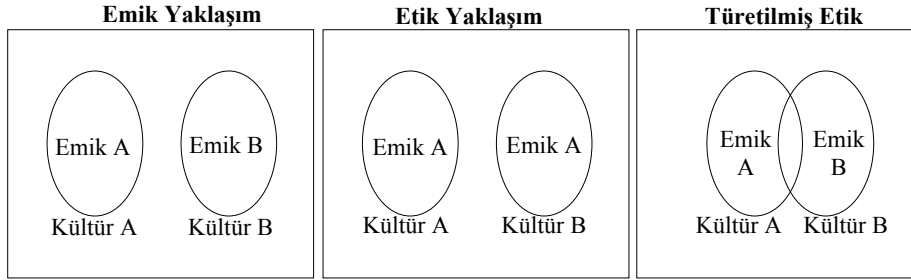 Emik Yaklaşım
Emik A
Emik B
Kültür A
Kültür B
Etik Yaklaşım
Emik A
Emik A
Kültür A
Kültür B
Türetilmiş Etik
Emik
A
Emik
B
Kültür A
Kültür B